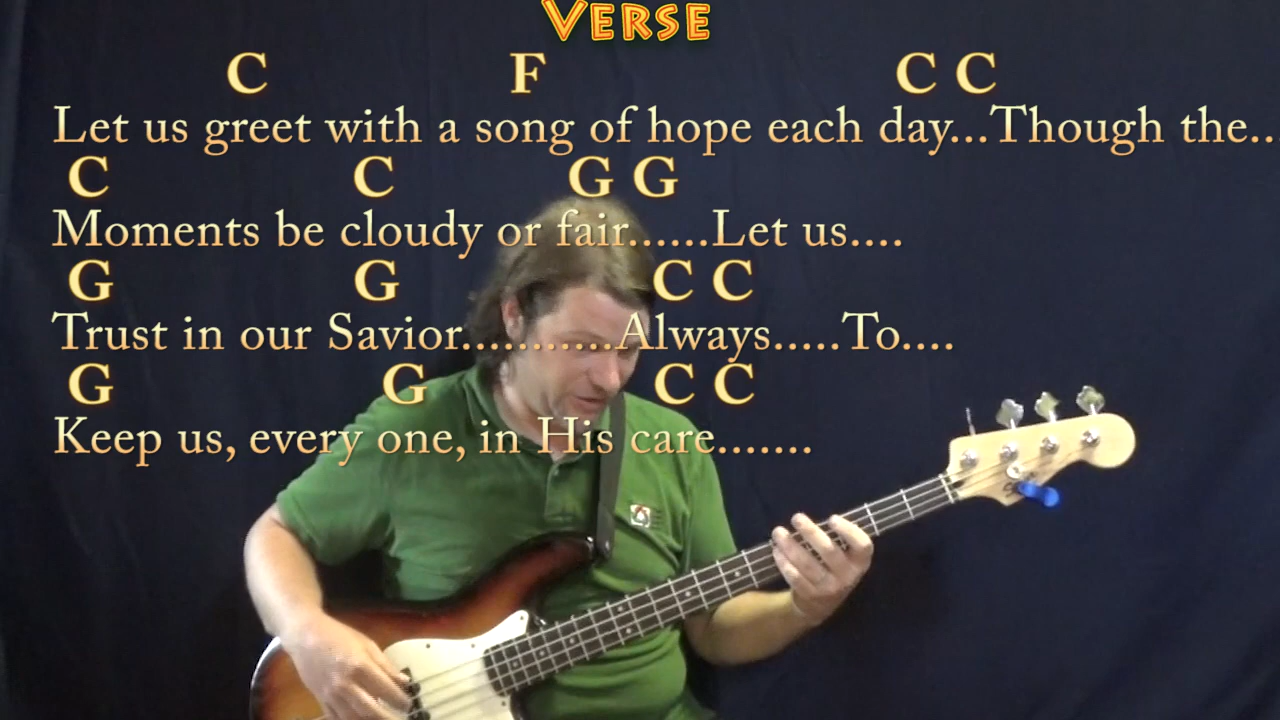 VERSE
C F C C
Let us greet with a song of hope each day...Though the..
C C G G
Moments be cloudy or fair......Let us....
G G C C
Trust in our Savior............Always.....To....
G G C C
Keep us, every one, in His care.......